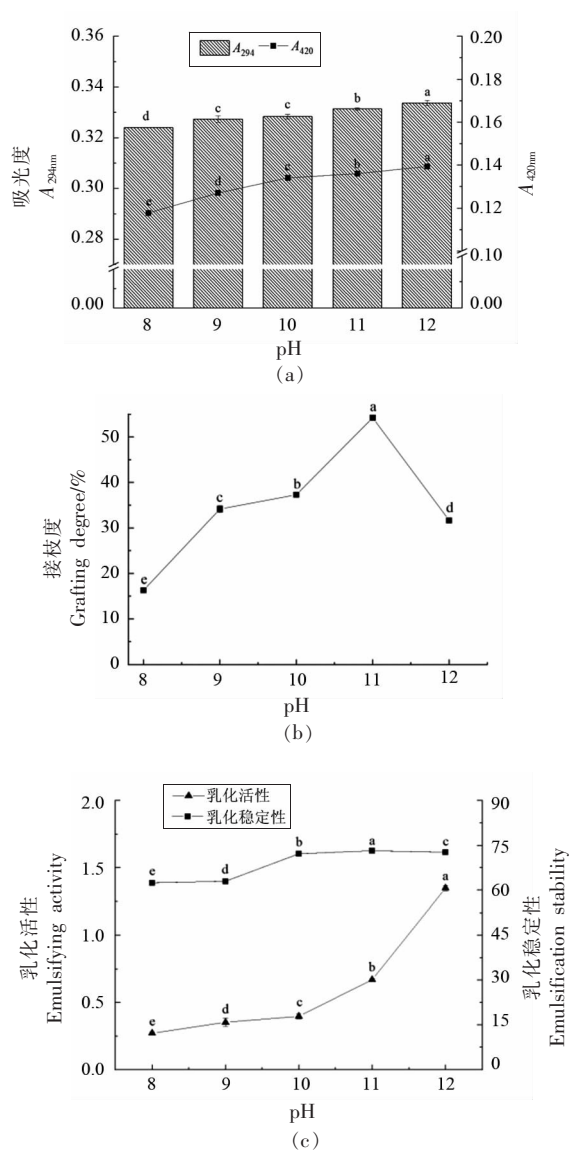 0.36
0.34
0.32
0.30
0.28
0.00
吸光度
A294nm
A294 A420
d c c b a
e d c b a
0.20
0.18
0.16
0.14
0.12
0.10
0.00
A420nm
8 9 10 11 12
pH
(a)
50
40
30
20
10
0
接枝度
Grafting degree/%
e c b a d
8 9 10 11 12
pH
(b)
2.0
1.5
1.0
0.5
0.0
乳化活性
Emulsifying activity
乳化活性
乳化稳定性
e d b a c
e d c b a
90
75
60
45
30
15
0
乳化稳定性
Emulsification stability
8 9 10 11 12
pH
(c)